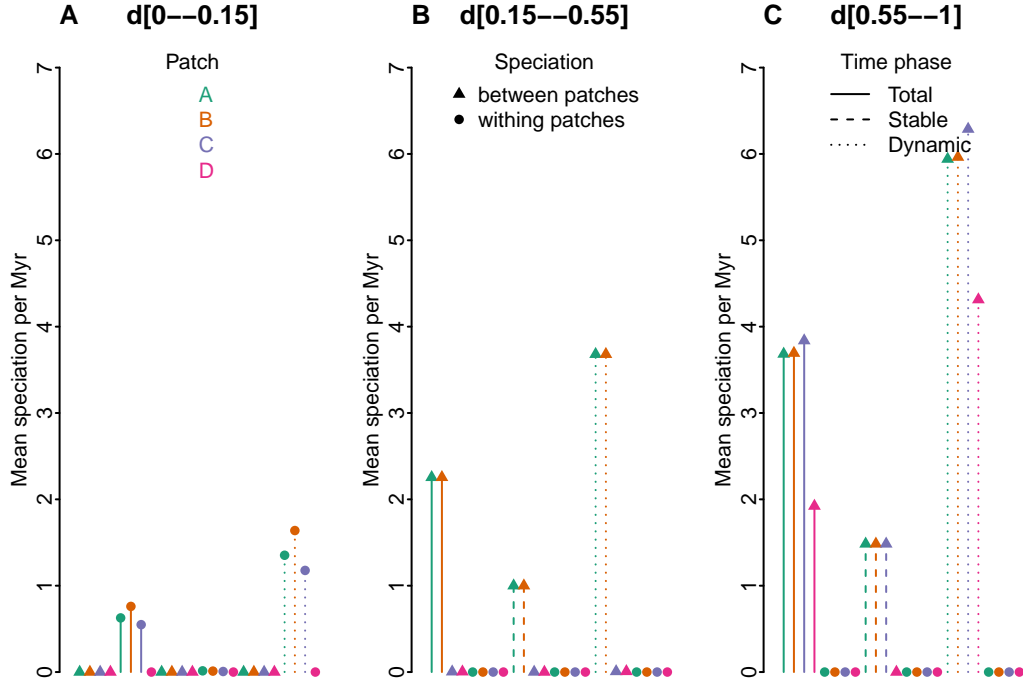 A d[0−−0.15]
Patch
A
B
C
D
Mean speciation per Myr
0 1 2 3 4 5 6 7
B d[0.15−−0.55]
Speciation
between patches
withing patches
Mean speciation per Myr
0 1 2 3 4 5 6 7
C d[0.55−−1]
Time phase
Total
Stable
Dynamic
Mean speciation per Myr
0 1 2 3 4 5 6 7